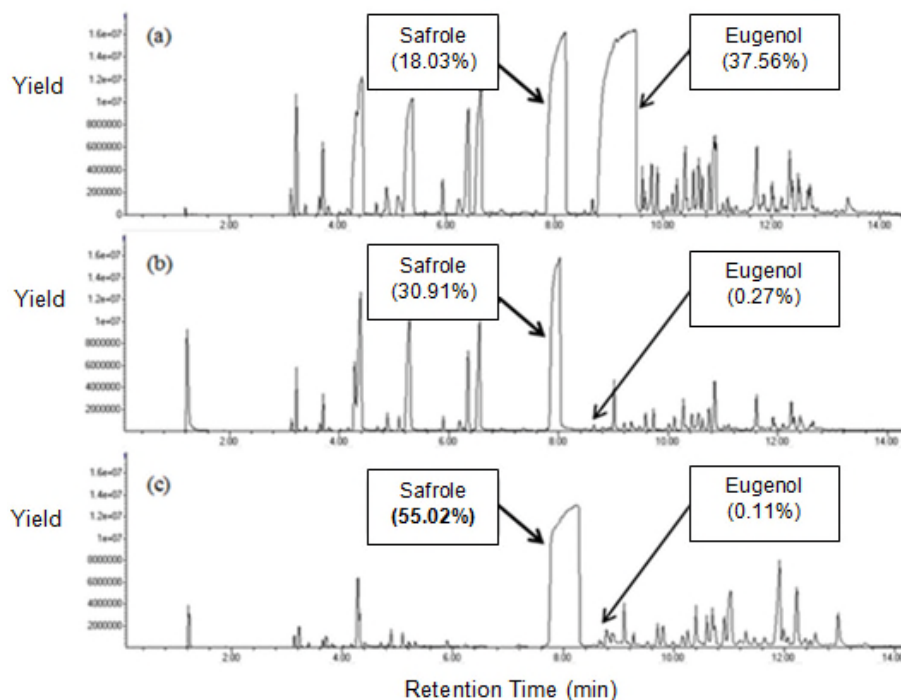 (a)
Safrole
(18.03%)
Eugenol
(37.56%)
Yield
1.6e+07
1.4e+07
1.2e+07
1e+07
8000000
6000000
4000000
2000000
0
2.00 4.00 6.00 8.00 10.00 12.00 14.00
(b)
Safrole
(30.91%)
Eugenol
(0.27%)
Yield
1.6e+07
1.4e+07
1.2e+07
1e+07
8000000
6000000
4000000
2000000
2.00 4.00 6.00 8.00 10.00 12.00 14.0
(c)
Safrole
(55.02%)
Eugenol
(0.11%)
Yield
1.6e+07
1.4e+07
1.2e+07
1e+07
8000000
6000000
4000000
2000000
2.00 4.00 6.00 8.00 10.00 12.00 14.00
Retention Time (min)